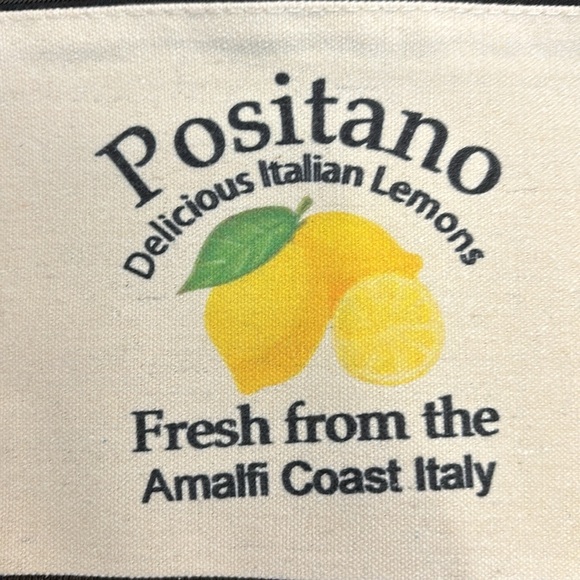 Positano
Delicious Italian Lemons
Fresh from the
Amalfi Coast Italy